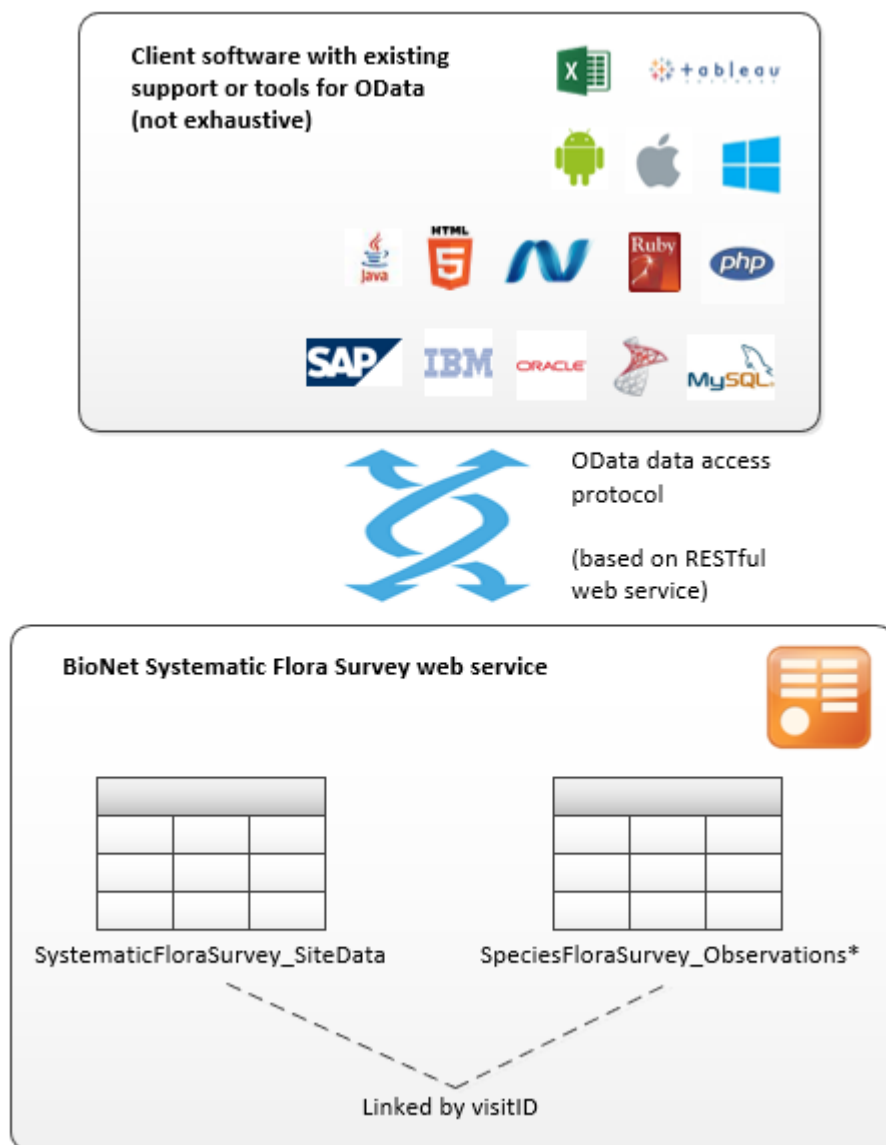 Client software with existing
support or tools for OData
(not exhaustive)
X
+ a b l e a u
S O F T W A R E
Java
HTML
5
Ruby
php
SAP
IBM
ORACLE
MySQL
OData data access
protocol
(based on RESTful
web service)
BioNet Systematic Flora Survey web service
SystematicFloraSurvey_SiteData
SpeciesFloraSurvey_Observations*
Linked by visitID